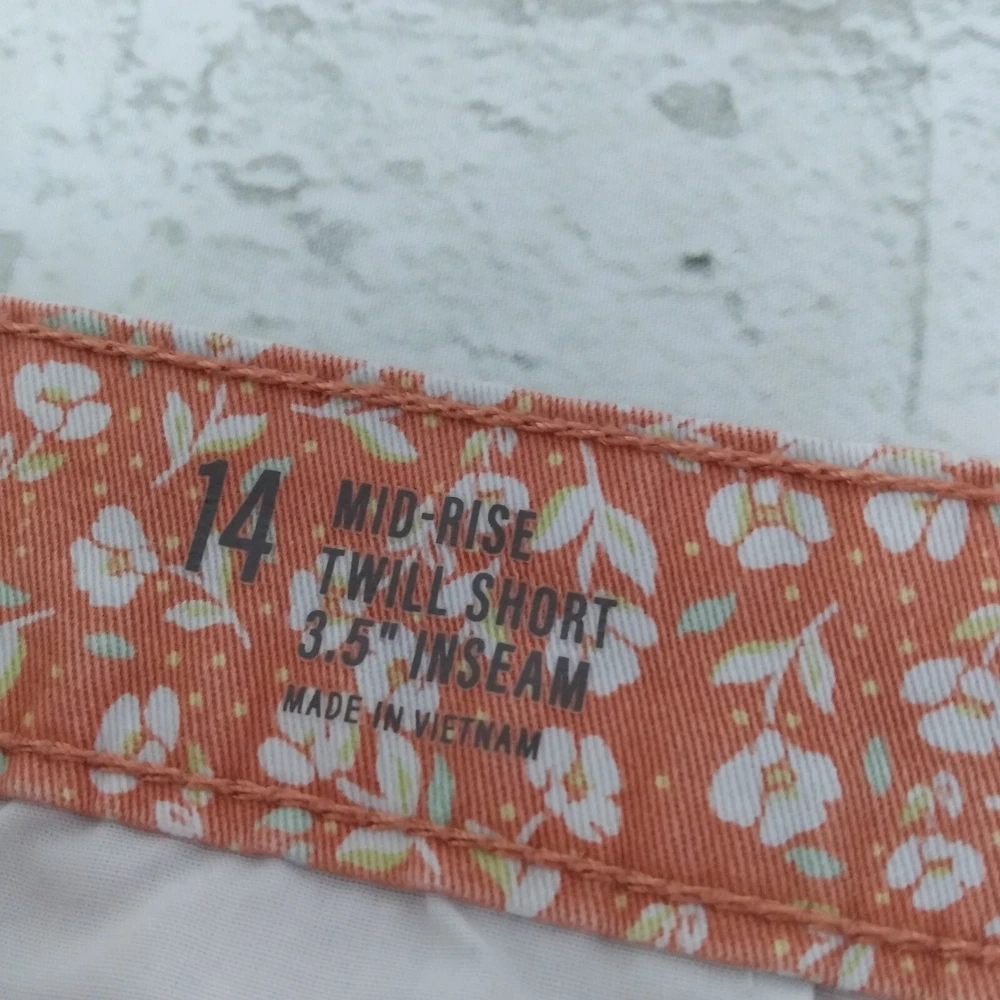 14
MID-RISE
TWILL SHORT
3.5" INSEAM
MADE IN VIETNAM